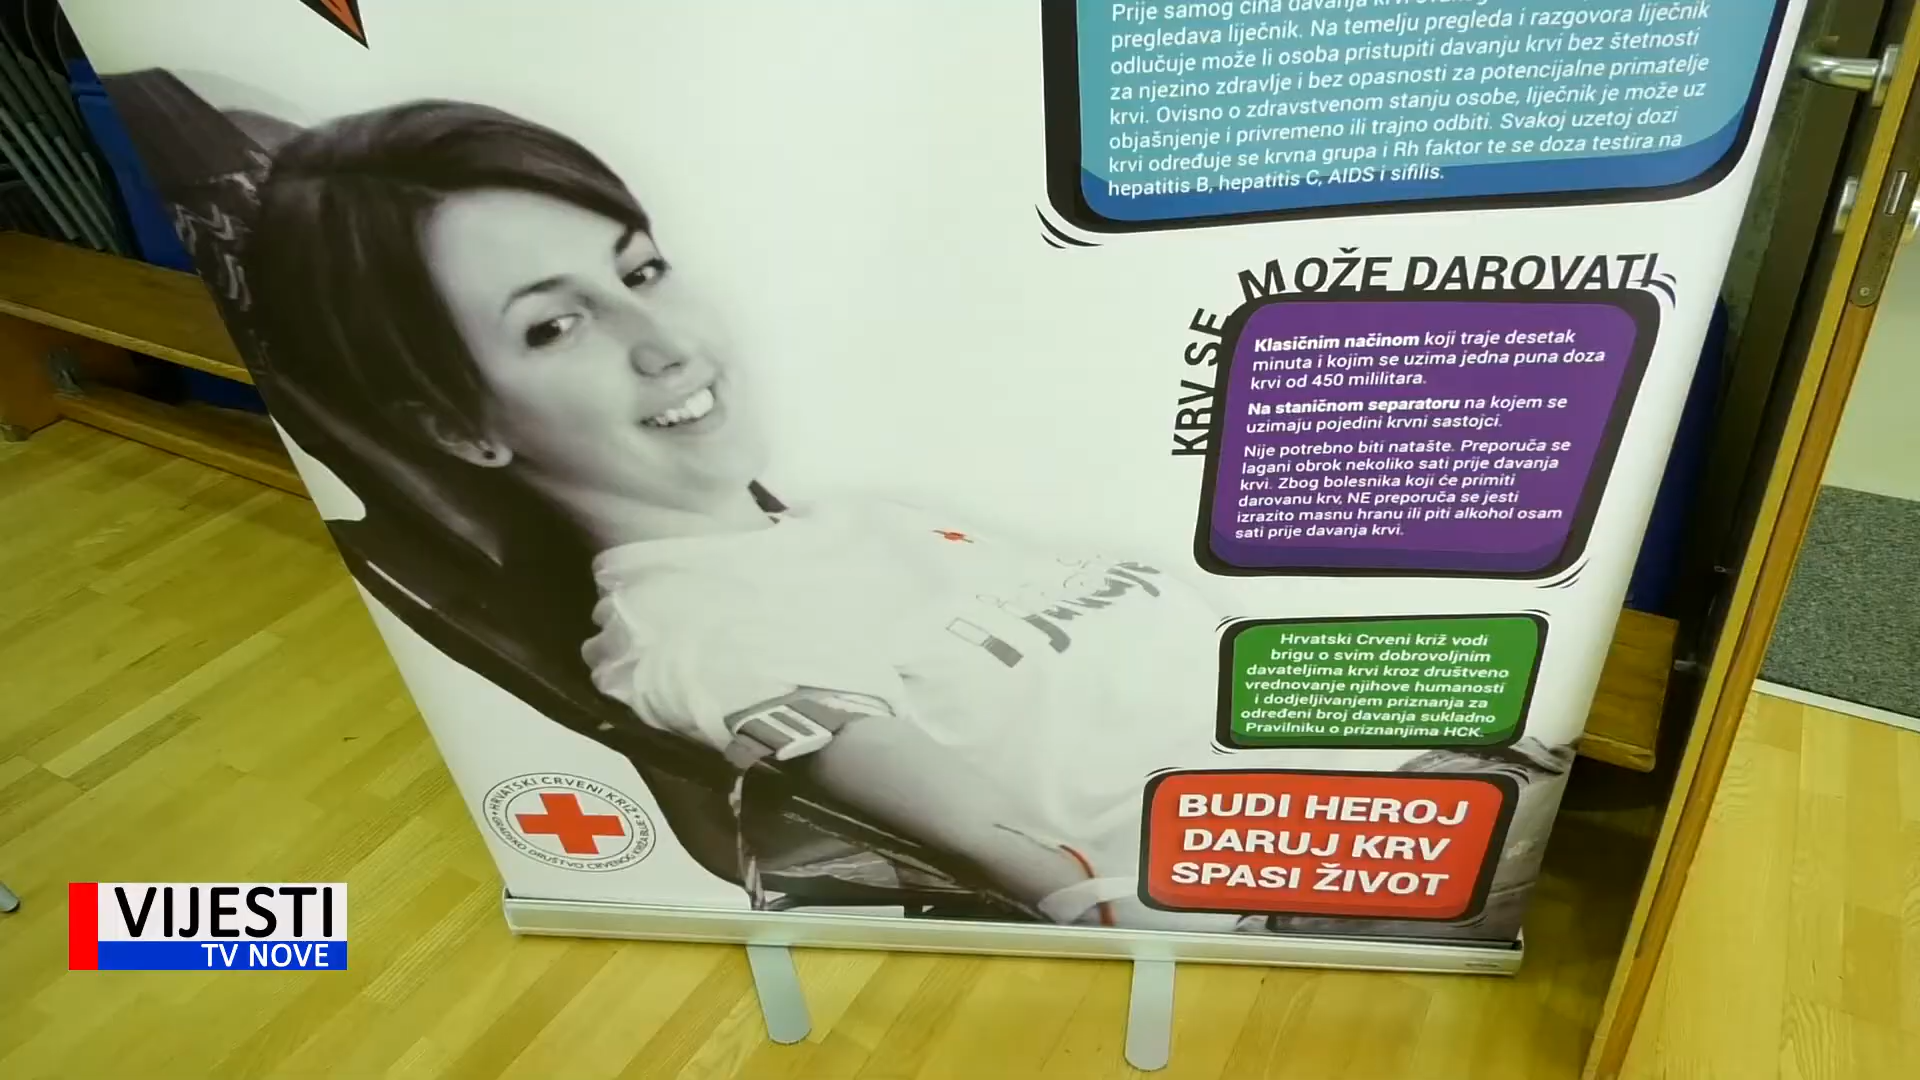 Prije samog čina davanja krvi
pregledava liječnik. Na temelju pregleda i razgovora liječnik
odlučuje može li osoba pristupiti davanju krvi bez štetnosti
za njezino zdravlje i bez opasnosti za potencijalne primatelje
krvi. Ovisno o zdravstvenom stanju osobe, liječnik je može uz
objašnjenje i privremeno ili trajno odbiti. Svakoj uzetoj dozi
krvi određuje se krvna grupa i Rh faktor te se doza testira na
hepatitis B, hepatitis C, AIDS i sifilis.
KRV SE MOŽE DAROVATI
Klasičnim načinom koji traje desetak
minuta i kojim se uzima jedna puna doza
krvi od 450 mililitara.
Na staničnom separatoru na kojem se
uzimaju pojedini krvni sastojci.
Nije potrebno biti natašte. Preporuča se
lagani obrok nekoliko sati prije davanja
krvi. Zbog bolesnika koji će primiti
darovanu krv, NE preporuča se jesti
izrazito masnu hranu ili piti alkohol osam
sati prije davanja krvi.
Hrvatski Crveni križ vodi
brigu o svim dobrovoljnim
davateljima krvi kroz društveno
vrednovanje njihove humanosti
i dodjeljivanjem priznanja za
određeni broj davanja sukladno
Pravilniku o priznanjima HCK.
BUDI HEROJ
DARUJ KRV
SPASI ŽIVOT
HRVATSKI CRVENI KRIŽ
GRADSKO DRUŠTVO CRVENOG KRIŽA
VIJESTI
TV NOVE